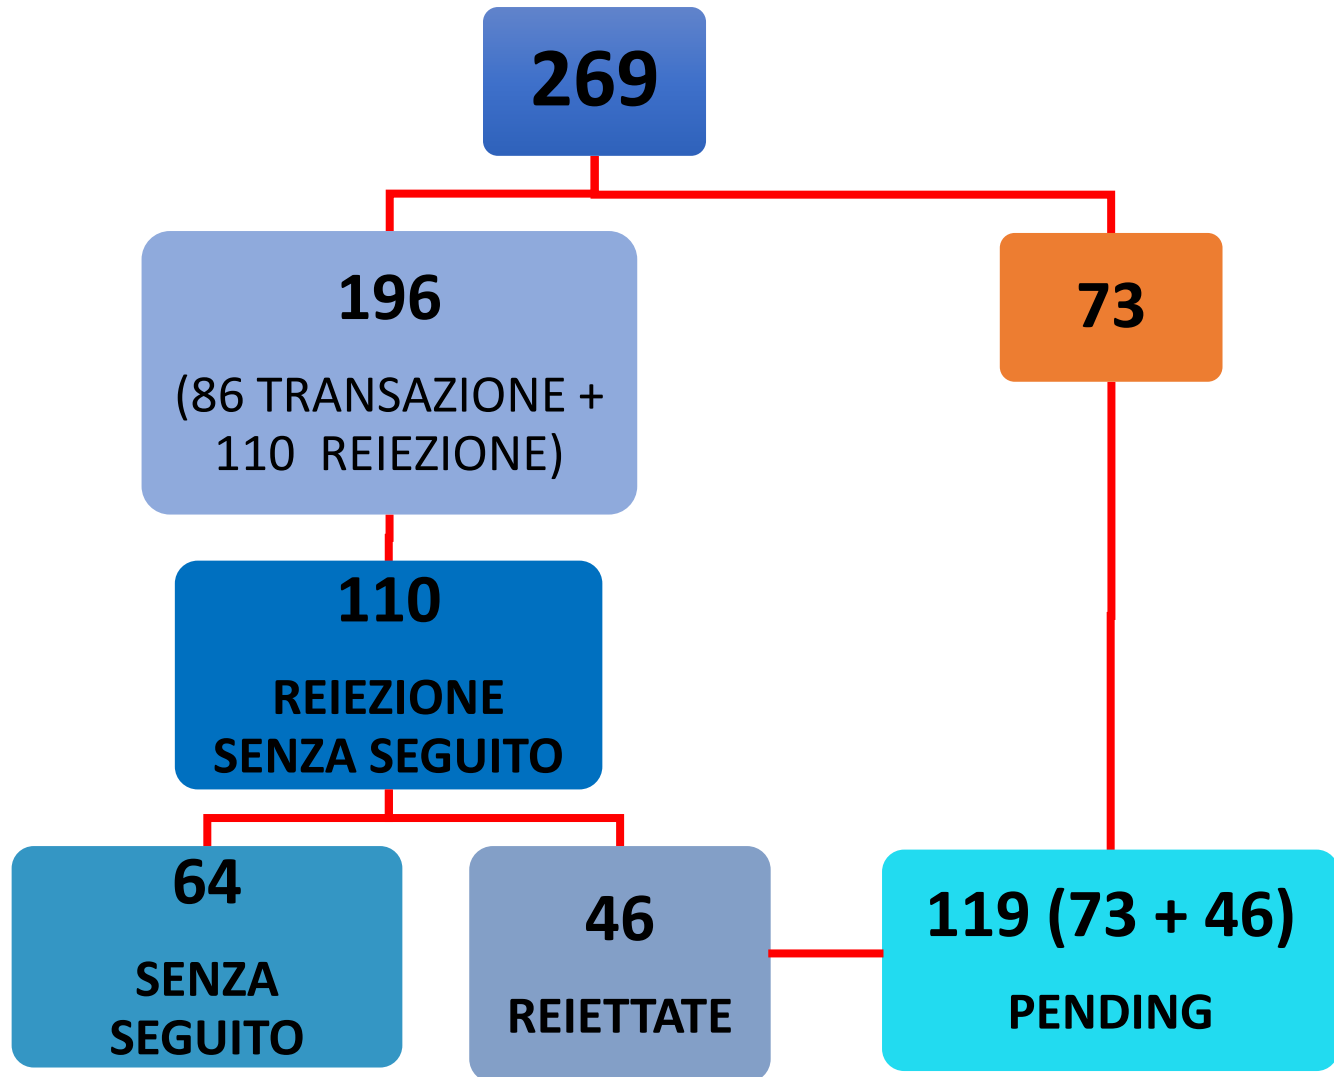 269
196
(86 TRANSAZIONE +
110 REIEZIONE)
73
110
REIEZIONE
SENZA SEGUITO
64
SENZA
SEGUITO
46
REIETTATE
119 (73 + 46)
PENDING